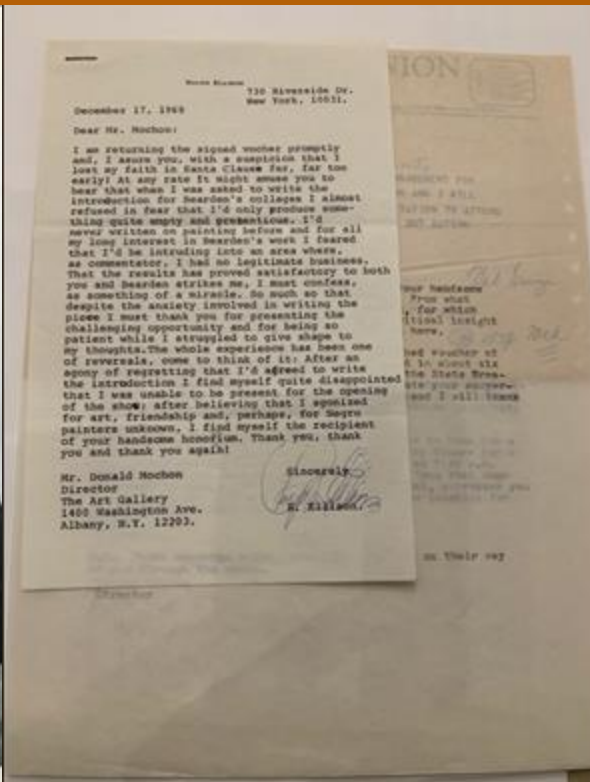 RALPH ELLISON
730 Riverside Dr.
New York, 10031.
December 17, 1968
Dear Mr. Mochon:
I am returning the signed vocher promptly
and, I asure you, with a suspicion that I
lost my faith in Santa Clause far, far too
early! At any rate it might amuse you to
hear that when I was asked to write the
introduction for Bearden's collages I almost
refused in fear that I'd only produce some-
thing quite empty and pretentious. I'd
never written on painting before and for all
my long interest in Bearden's work I feared
that I'd be intruding into an area where,
as commentator, I had no legitimate business.
That the results has proved satisfactory to both
you and Bearden strikes me, I must confess,
as something of a miracle. So much so that
despite the anxiety involved in writing the
piece I must thank you for presenting the
challenging opportunity and for being so
patient while I struggled to give shape to
my thoughts.The whole experience has been one
of reversals, come to think of it: After an
agony of regretting that I'd agreed to write
the introduction I find myself quite disappointed
that I was unable to be present for the opening
of the show; after believing that I agonized
for art, friendship and, perhaps, for Negro
painters unknown, I find myself the recipient
of your handsome honorium. Thank you, thank
you and thank you again!
Sincerely
R. Ellison
Mr. Donald Mochon
Director
The Art Gallery
1400 Washington Ave.
Albany, N.Y. 12203.
NION
your handsome
From what
, for which
itical insight
here.
voucher of
in about six
State
and I will
on their way
Director